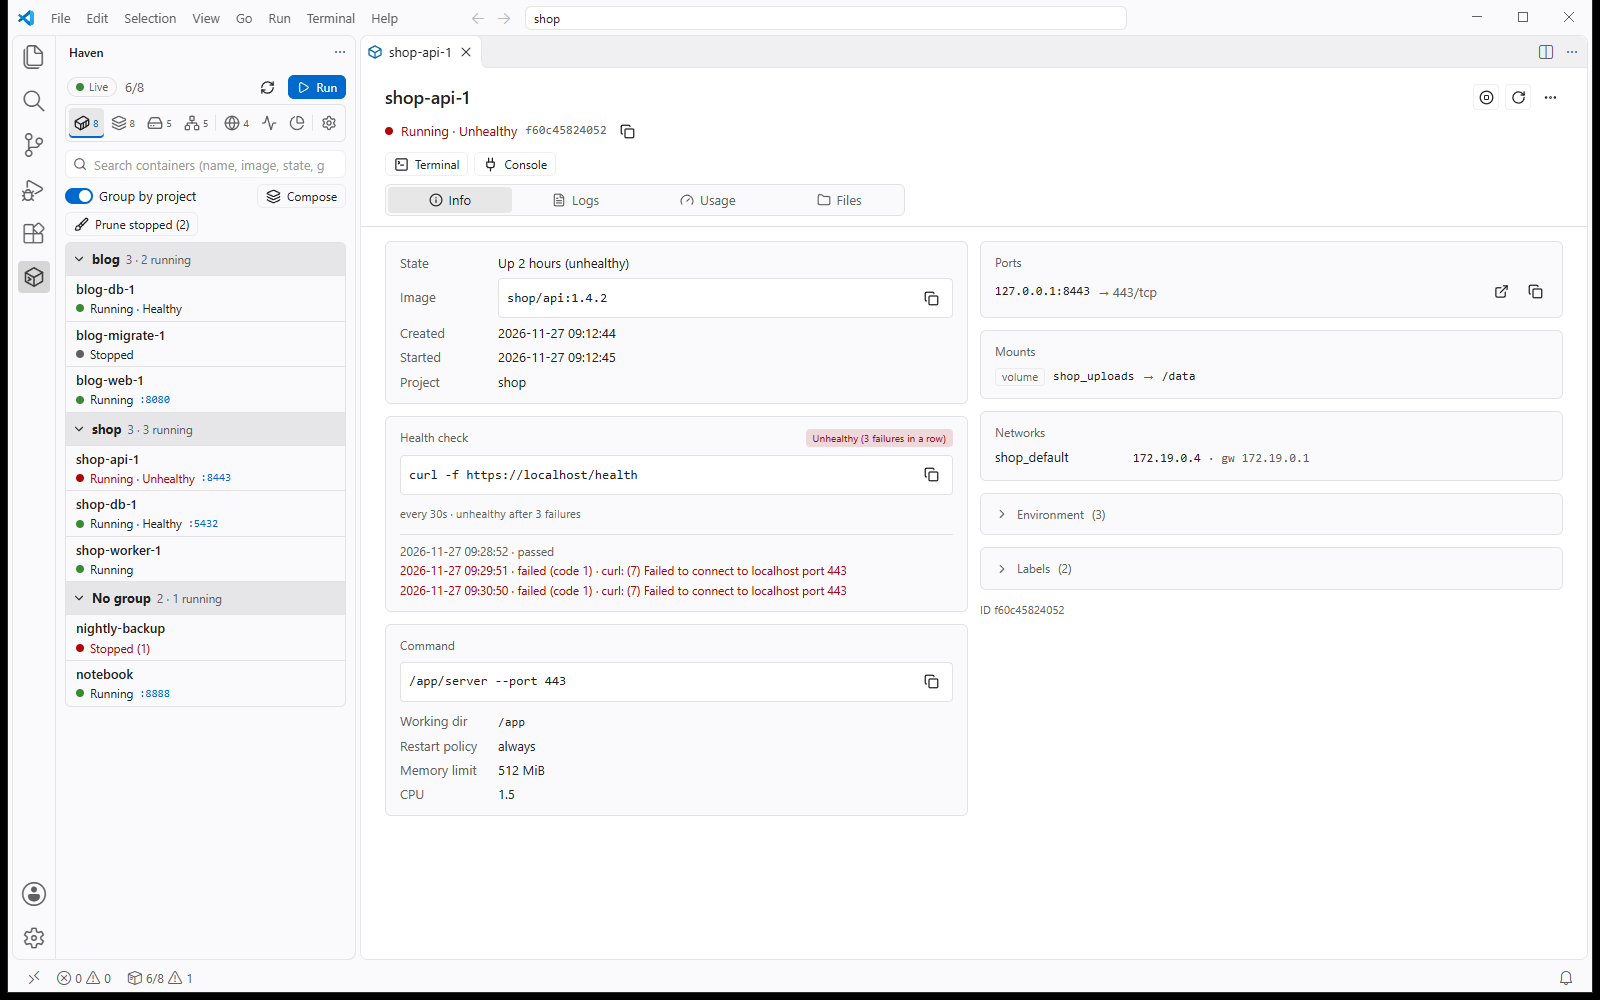 File Edit Selection View Go Run Terminal Help
shop
Haven
Live 6/8
Run
8 8 5 5 4
Search containers (name, image, state, g
Group by project
Compose
Prune stopped (2)
blog 3 · 2 running
blog-db-1
Running · Healthy
blog-migrate-1
Stopped
blog-web-1
Running :8080
shop 3 · 3 running
shop-api-1
Running · Unhealthy :8443
shop-db-1
Running · Healthy :5432
shop-worker-1
Running
No group 2 · 1 running
nightly-backup
Stopped (1)
notebook
Running :8888
shop-api-1
shop-api-1
Running · Unhealthy f60c45824052
Terminal Console
Info Logs Usage Files
State Up 2 hours (unhealthy)
Image shop/api:1.4.2
Created 2026-11-27 09:12:44
Started 2026-11-27 09:12:45
Project shop
Health check Unhealthy (3 failures in a row)
curl -f https://localhost/health
every 30s · unhealthy after 3 failures
2026-11-27 09:28:52 · passed
2026-11-27 09:29:51 · failed (code 1) · curl: (7) Failed to connect to localhost port 443
2026-11-27 09:30:50 · failed (code 1) · curl: (7) Failed to connect to localhost port 443
Command
/app/server --port 443
Working dir /app
Restart policy always
Memory limit 512 MiB
CPU 1.5
Ports
127.0.0.1:8443 → 443/tcp
Mounts
volume shop_uploads → /data
Networks
shop_default 172.19.0.4 · gw 172.19.0.1
Environment (3)
Labels (2)
ID f60c45824052
0 0 6/8 1